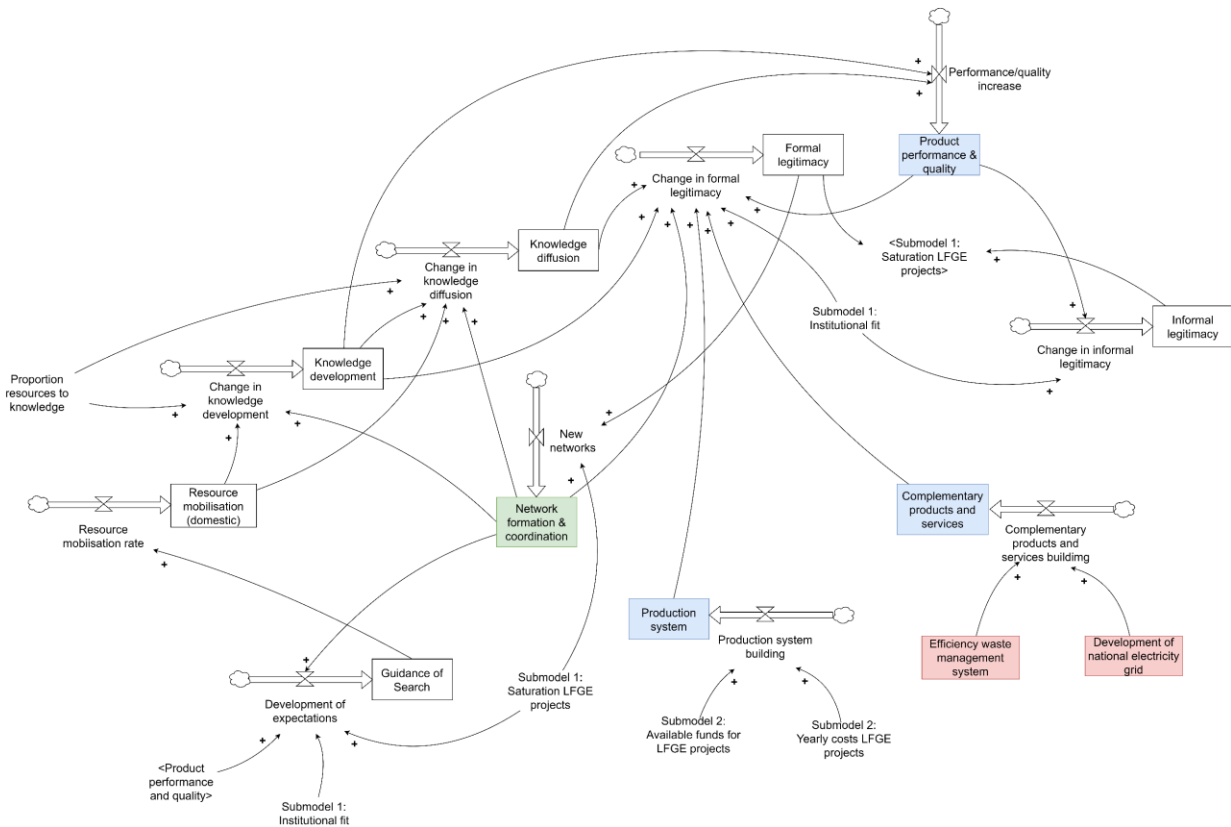 +
Performance/quality
increase
+
Formal
legitimacy
Product
performance &
quality
Change in formal
legitimacy
+
+
+
+
+
+
+
+
Knowledge
diffusion
<Submodel 1:
Saturation LFGE
projects>
+
+
Change in
knowledge
diffusion
+
+
+
+
Submodel 1:
Institutional fit
+
Informal
legitimacy
Change in informal
legitimacy
+
Knowledge
development
Proportion
resources to
knowledge
Change in
knowledge
development
+
+
+
New
networks
+
+
Resource
mobilisation
(domestic)
Resource
mobiisation rate
+
Network
formation &
coordination
Complementary
products and
services
Complementary
products and
services buildimg
+
+
Production
system
Production system
building
+
+
Efficiency waste
management
system
Development of
national electricity
grid
+
Guidance of
Search
Development of
expectations
+
+
+
Submodel 1:
Saturation LFGE
projects
Submodel 2:
Available funds for
LFGE projects
Submodel 2:
Yearly costs LFGE
projects
<Product
performance
and quality>
Submodel 1:
Institutional fit